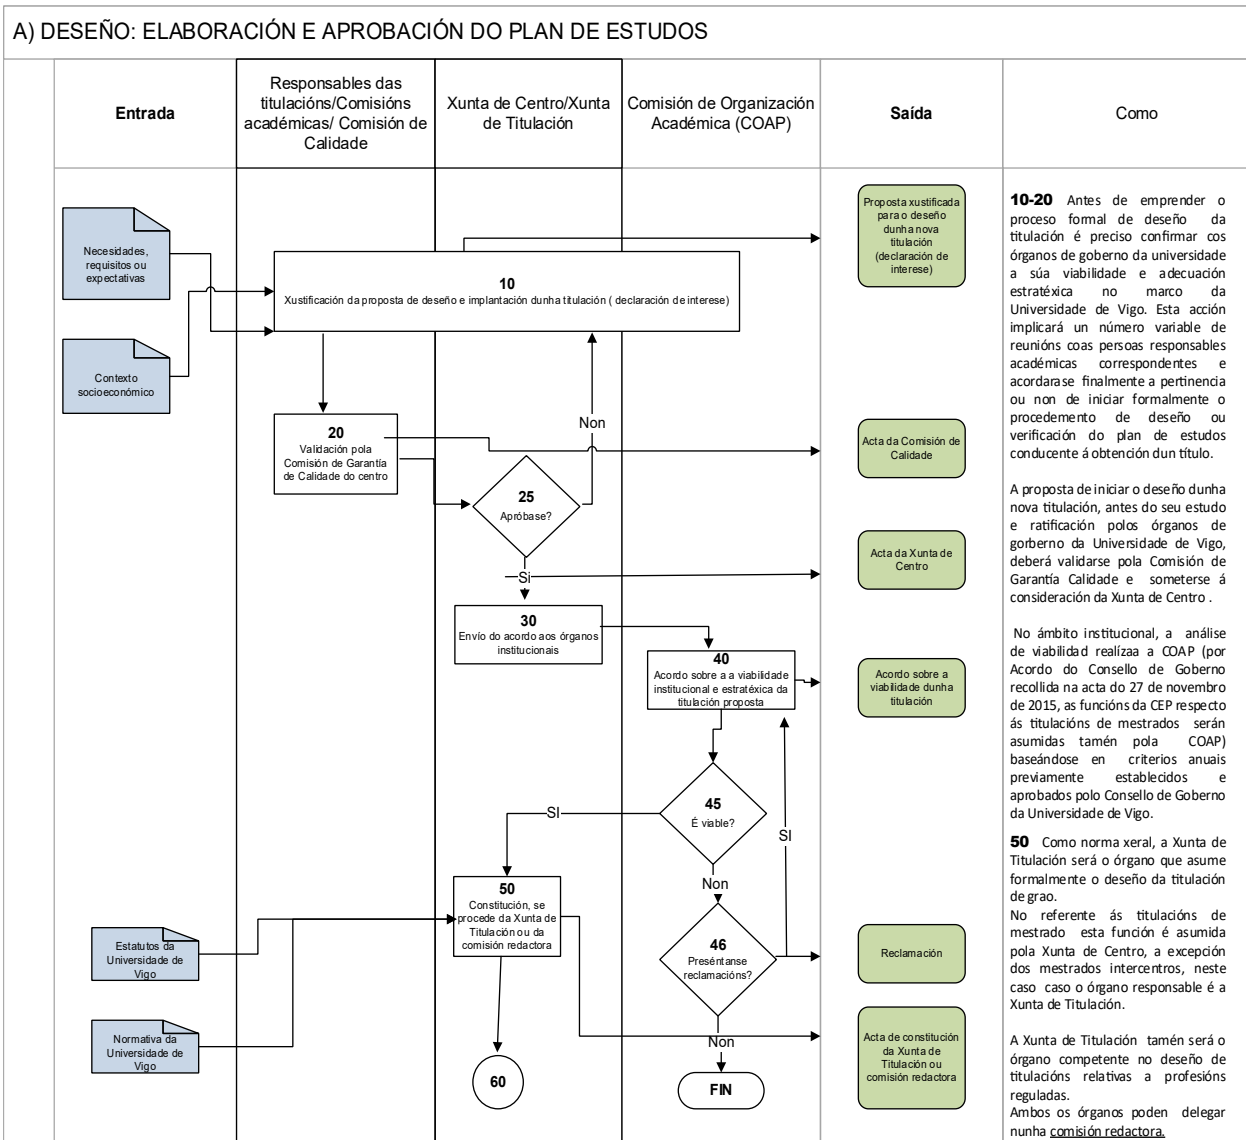 A) DESEÑO: ELABORACIÓN E APROBACIÓN DO PLAN DE ESTUDOS
Entrada
Responsables das
titulacións/Comisións
académicas/ Comisión de
Calidade
Xunta de Centro/Xunta
de Titulación
Comisión de Organización
Académica (COAP)
Saída
Como
Necesidades,
requisitos ou
expectativas
Contexto
socioeconómico
10
Xustificación da proposta de deseño e implantación dunha titulación ( declaración de interese)
20
Validación pola
Comisión de Garantía
de Calidade do centro
25
Apróbase?
Non
Si
30
Envío do acordo aos órganos
institucionais
40
Acordo sobre a a viabilidade
institucional e estratéxica da
titulación proposta
45
É viable?
SI
Non
SI
46
Preséntanse
reclamacións?
Non
FIN
50
Constitución, se
procede da Xunta de
Titulación ou da
comisión redactora
60
Estatutos da
Universidade de
Vigo
Normativa da
Universidade de
Vigo
Proposta xustificada
para o deseño
dunha nova
titulación
(declaración de
interese)
Acta da Comisión de
Calidade
Acta da Xunta de
Centro
Acordo sobre a
viabilidade dunha
titulación
Reclamación
Acta de constitución
da Xunta de
Titulación ou
comisión redactora
10-20 Antes de emprender o
proceso formal de deseño da
titulación é preciso confirmar cos
órganos de goberno da universidade
a súa viabilidade e adecuación
estratéxica no marco da
Universidade de Vigo. Esta acción
implicará un número variable de
reunións coas persoas responsables
académicas correspondentes e
acordarase finalmente a pertinencia
ou non de iniciar formalmente o
procedemento de deseño ou
verificación do plan de estudos
conducente á obtención dun título.
A proposta de iniciar o deseño dunha
nova titulación, antes do seu estudo
e ratificación polos órganos de
gorberno da Universidade de Vigo,
deberá validarse pola Comisión de
Garantía Calidade e someterse á
consideración da Xunta de Centro .
No ámbito institucional, a análise
de viabilidad realízaa a COAP (por
Acordo do Consello de Goberno
recollida na acta do 27 de novembro
de 2015, as funcións da CEP respecto
ás titulacións de mestrados serán
asumidas tamén pola COAP)
baseándose en criterios anuais
previamente establecidos e
aprobados polo Consello de Goberno
da Universidade de Vigo.
50 Como norma xeral, a Xunta de
Titulación será o órgano que asume
formalmente o deseño da titulación
de grao.
No referente ás titulacións de
mestrado esta función é asumida
pola Xunta de Centro, a excepción
dos mestrados intercentros, neste
caso caso o órgano responsable é a
Xunta de Titulación.
A Xunta de Titulación tamén será o
órgano competente no deseño de
titulacións relativas a profesións
reguladas.
Ambos os órganos poden delegar
nunha comisión redactora.